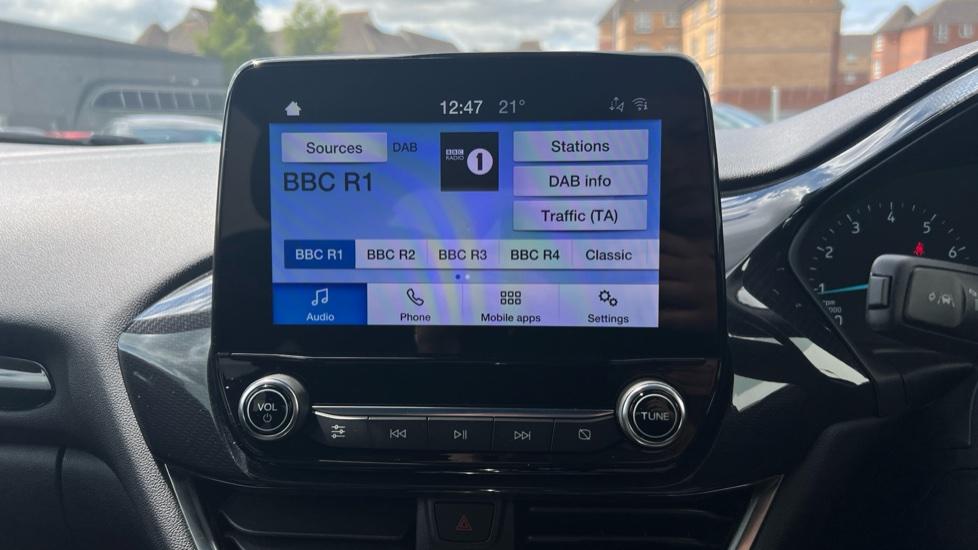 12:47 21°
Sources DAB
BBC RADIO 1
Stations
BBC R1
DAB info
Traffic (TA)
BBC R1 BBC R2 BBC R3 BBC R4 Classic
Audio Phone Mobile apps Settings
VOL
TUNE
1 2 3 4 5 6
rpm